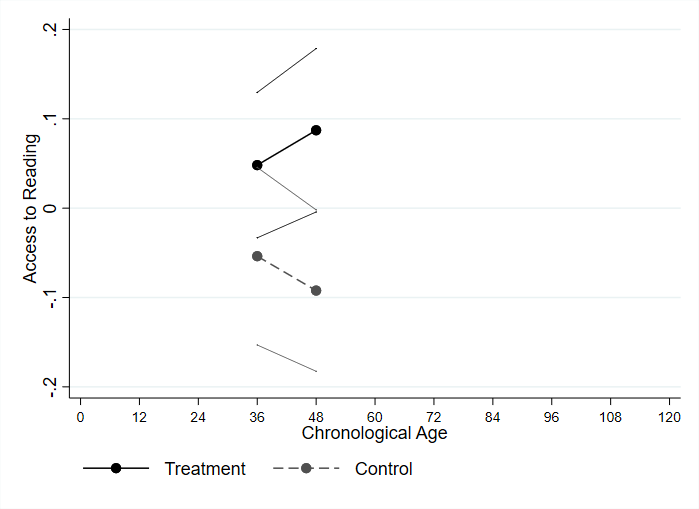 .2
.1
0
-.1
-.2
Access to Reading
0 12 24 36 48 60 72 84 96 108 120
Chronological Age
Treatment Control